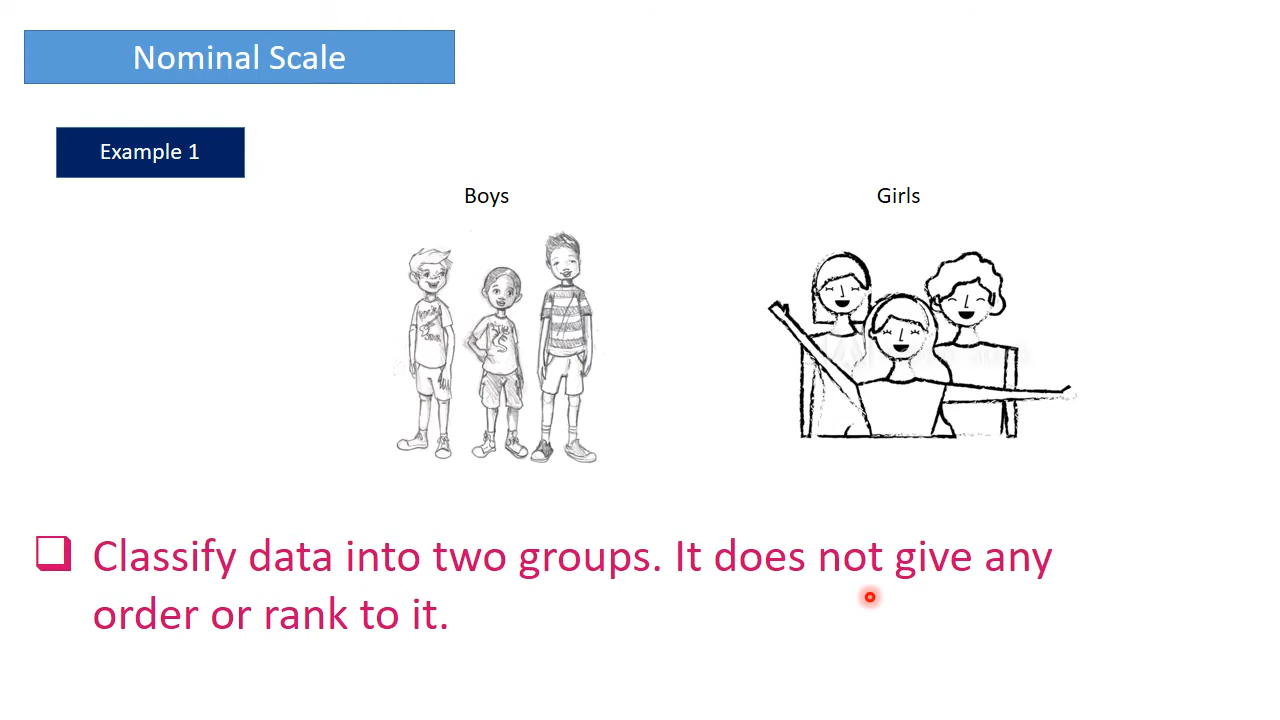 Nominal Scale
Example 1
Boys
Girls
Classify data into two groups. It does not give any
order or rank to it.